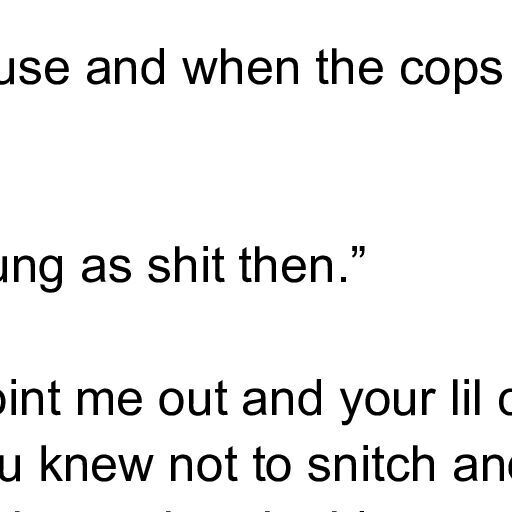 use and when the cops
ung as shit then.”
oint me out and your lil
u knew not to snitch and